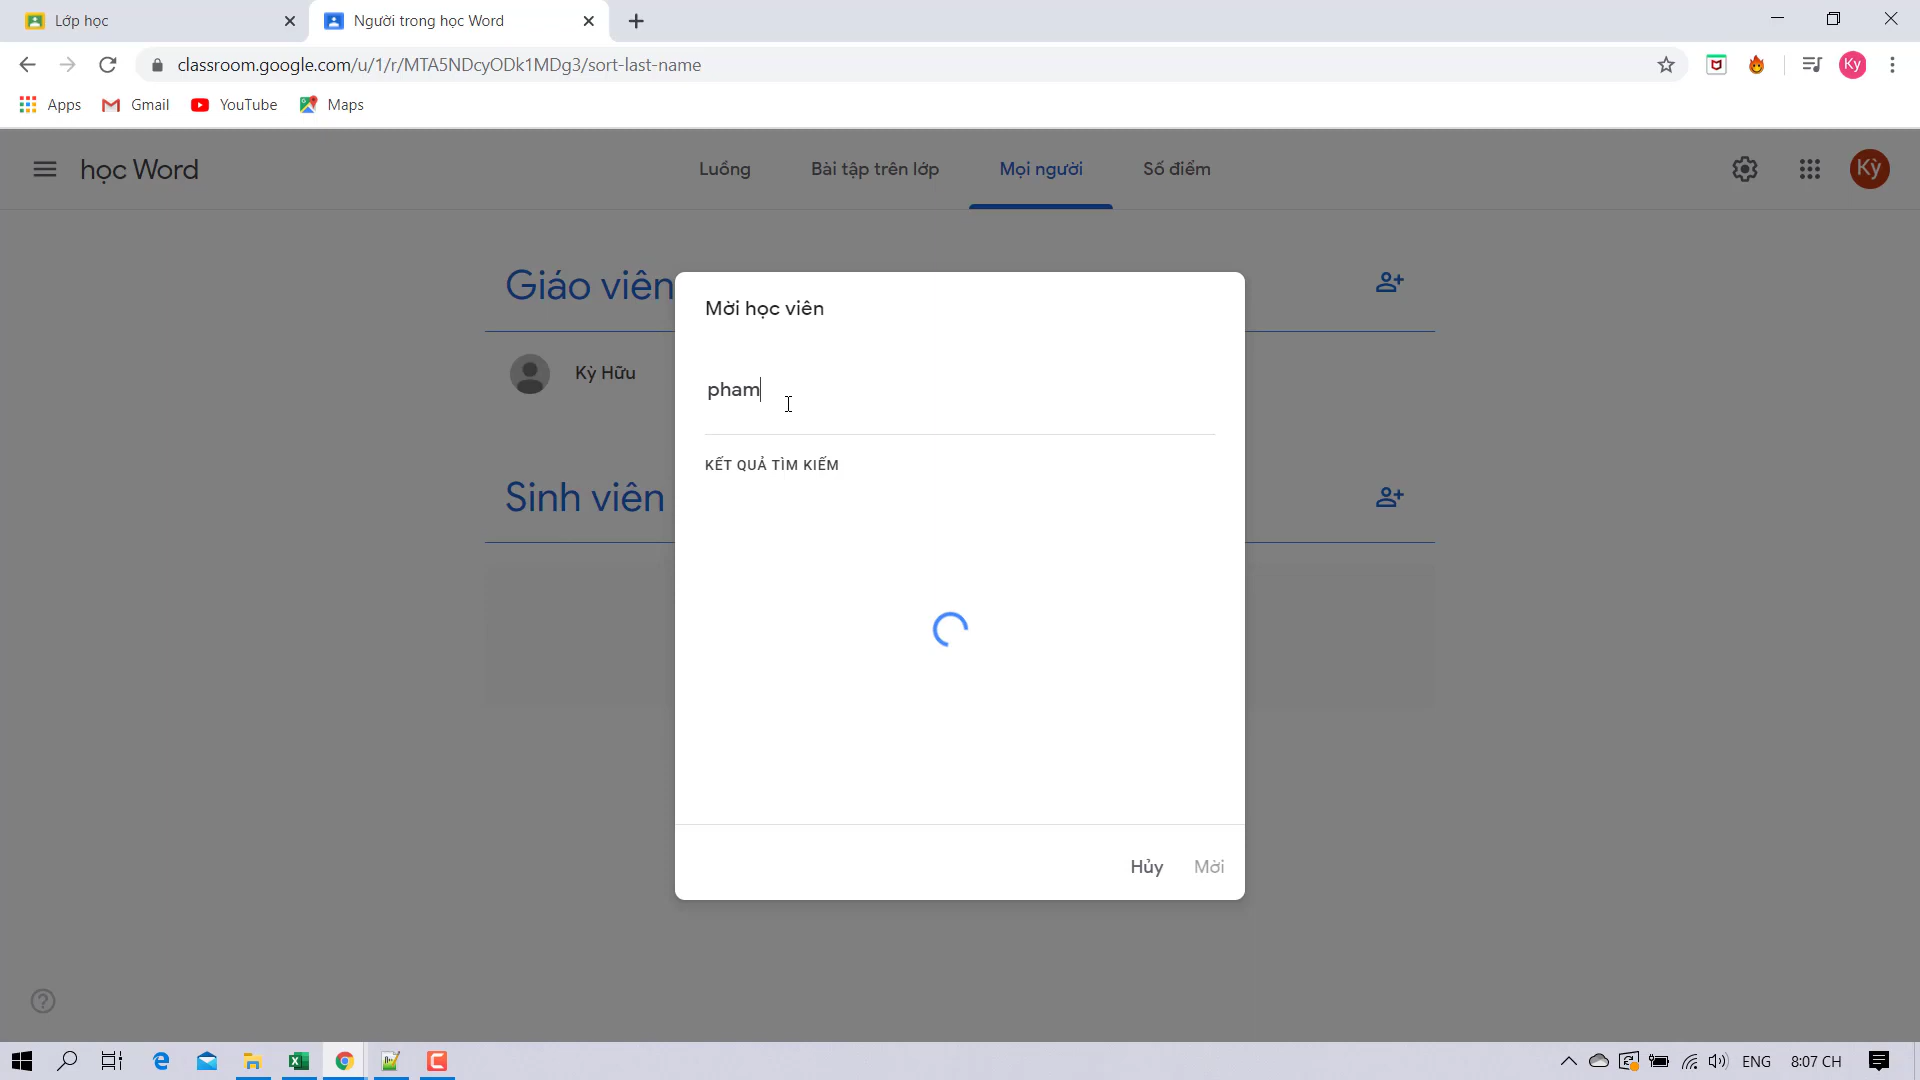 Lớp học
Người trong học Word
classroom.google.com/u/1/r/MTA5NDcyODk1MDg3/sort-last-name
Ky
Apps
Gmail
YouTube
Maps
học Word
Luồng
Bài tập trên lớp
Mọi người
Số điểm
Kỳ
Giáo viên
Kỳ Hữu
Sinh viên
Mời học viên
pham
KẾT QUẢ TÌM KIẾM
Hủy
Mời
ENG
8:07 CH